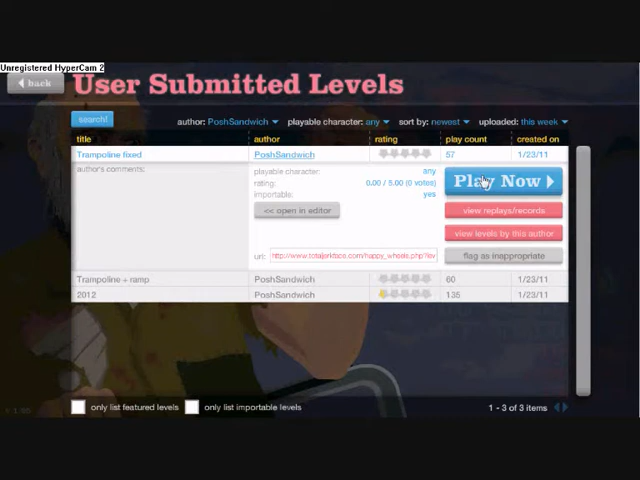 Unregistered HyperCam 2
back
User Submitted Levels
search!
author: PoshSandwich playable character: any sort by: newest uploaded: this week
title author rating play count created on
Trampoline fixed PoshSandwich 57 1/23/11
author's comments:
playable character: any
rating: 0.00 / 5.00 (0 votes)
importable: yes
<< open in editor
Play Now
view replays/records
view levels by this author
flag as inappropriate
url: http://www.totaljerkface.com/happy_wheels.php?lev
Trampoline + ramp PoshSandwich 60 1/23/11
2012 PoshSandwich 135 1/23/11
only list featured levels only list importable levels
1 - 3 of 3 items